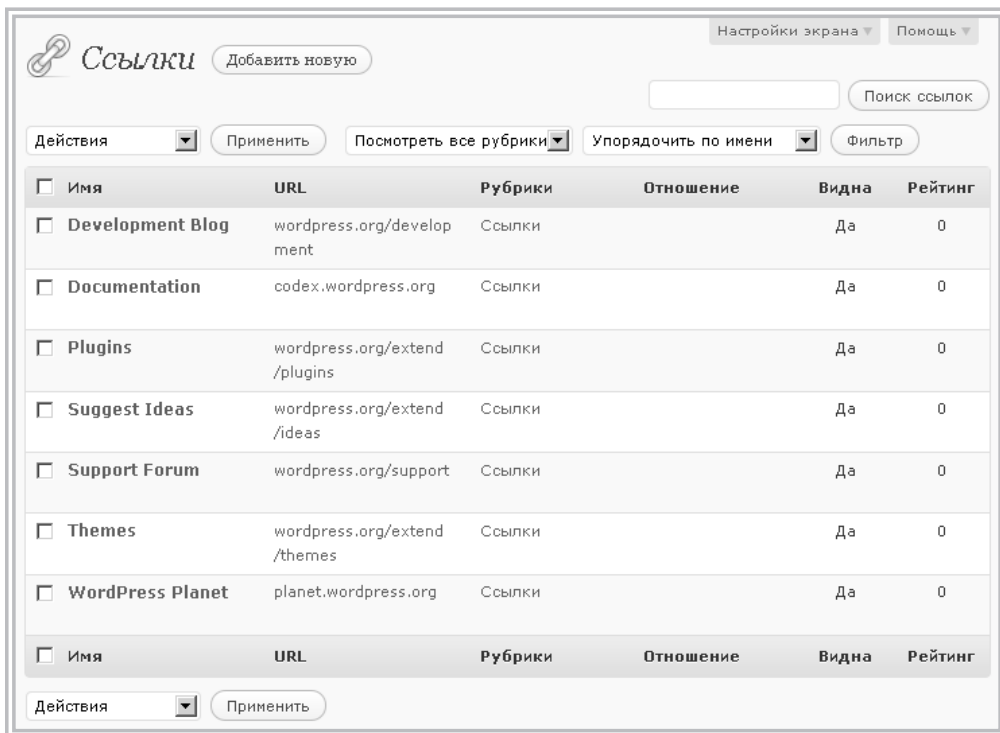 Настройки экрана Помощь
Ссылки Добавить новую
Поиск ссылок
Действия Применить Посмотреть все рубрики Упорядочить по имени Фильтр
Имя URL Рубрики Отношение Видна Рейтинг
Development Blog wordpress.org/develop Ссылки Да 0
ment
Documentation codex.wordpress.org Ссылки Да 0
Plugins wordpress.org/extend Ссылки Да 0
/plugins
Suggest Ideas wordpress.org/extend Ссылки Да 0
/ideas
Support Forum wordpress.org/support Ссылки Да 0
Themes wordpress.org/extend Ссылки Да 0
/themes
WordPress Planet planet.wordpress.org Ссылки Да 0
Имя URL Рубрики Отношение Видна Рейтинг
Действия Применить